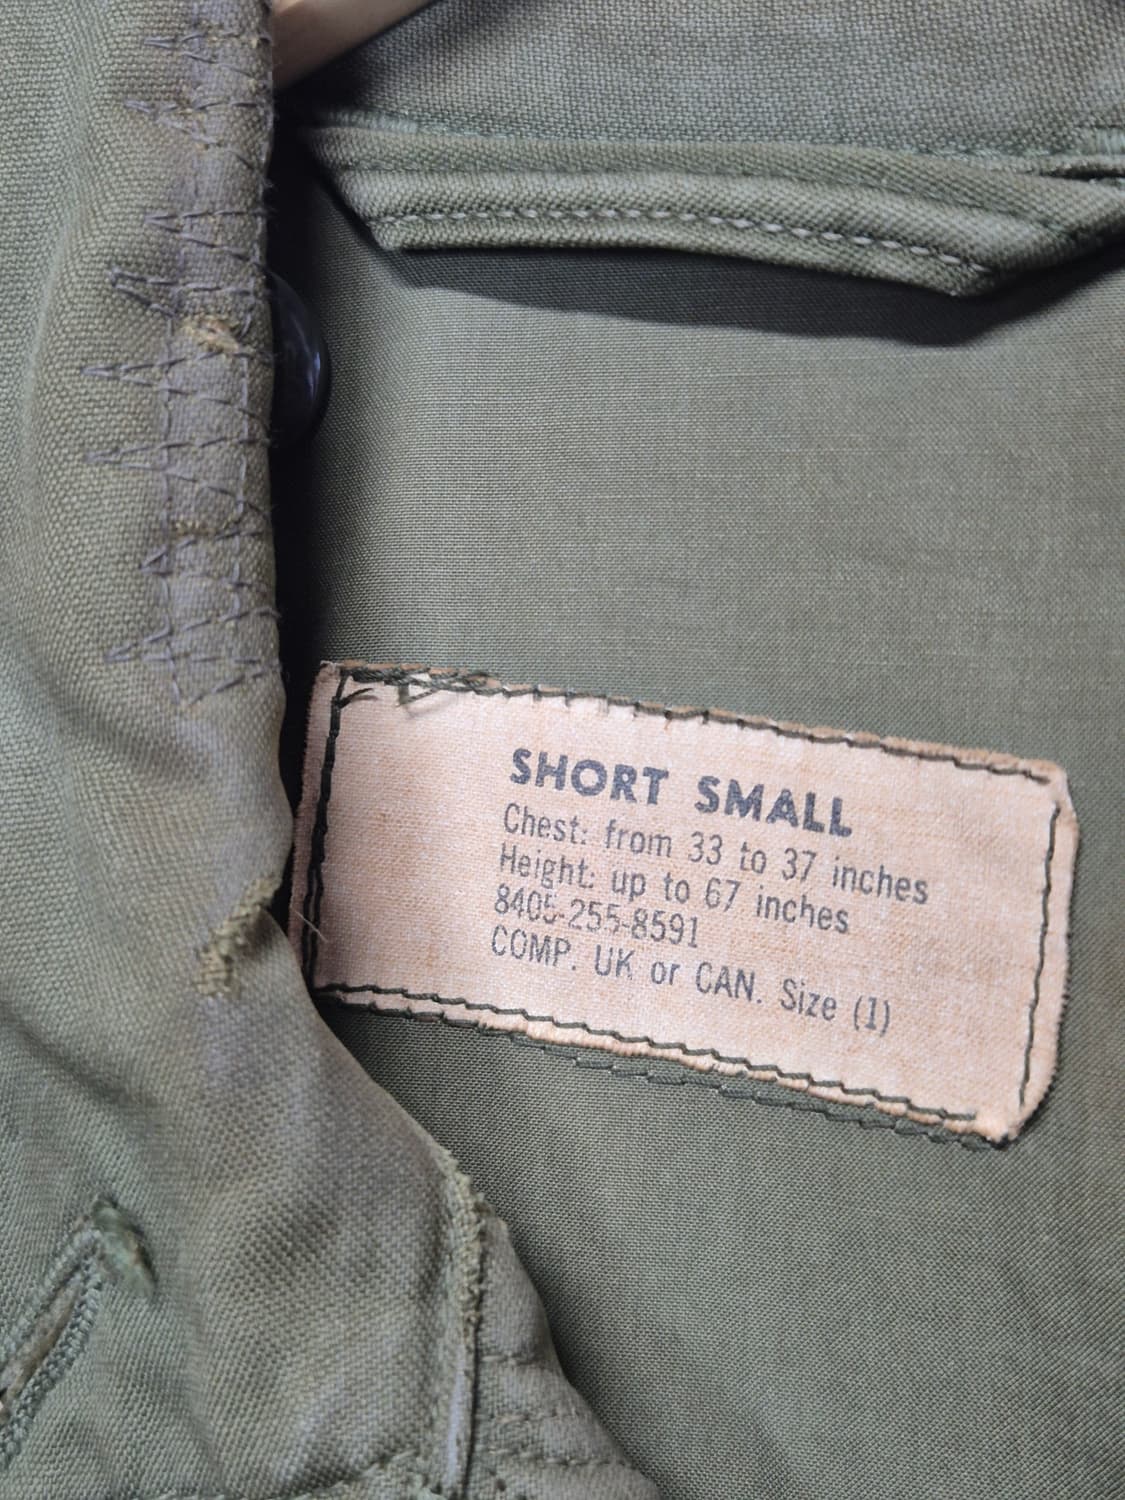 SHORT SMALL
Chest: from 33 to 37 inches
Height: up to 67 inches
8405-255-8591
COMP. UK or CAN. Size (1)